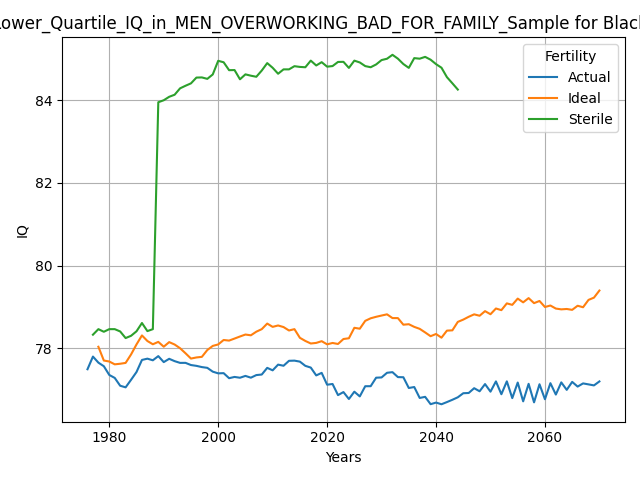 Lower_Quartile_IQ_in_MEN_OVERWORKING_BAD_FOR_FAMILY_Sample for Black
Fertility
Actual
Ideal
Sterile
84
82
80
78
IQ
1980
2000
2020
2040
2060
Years